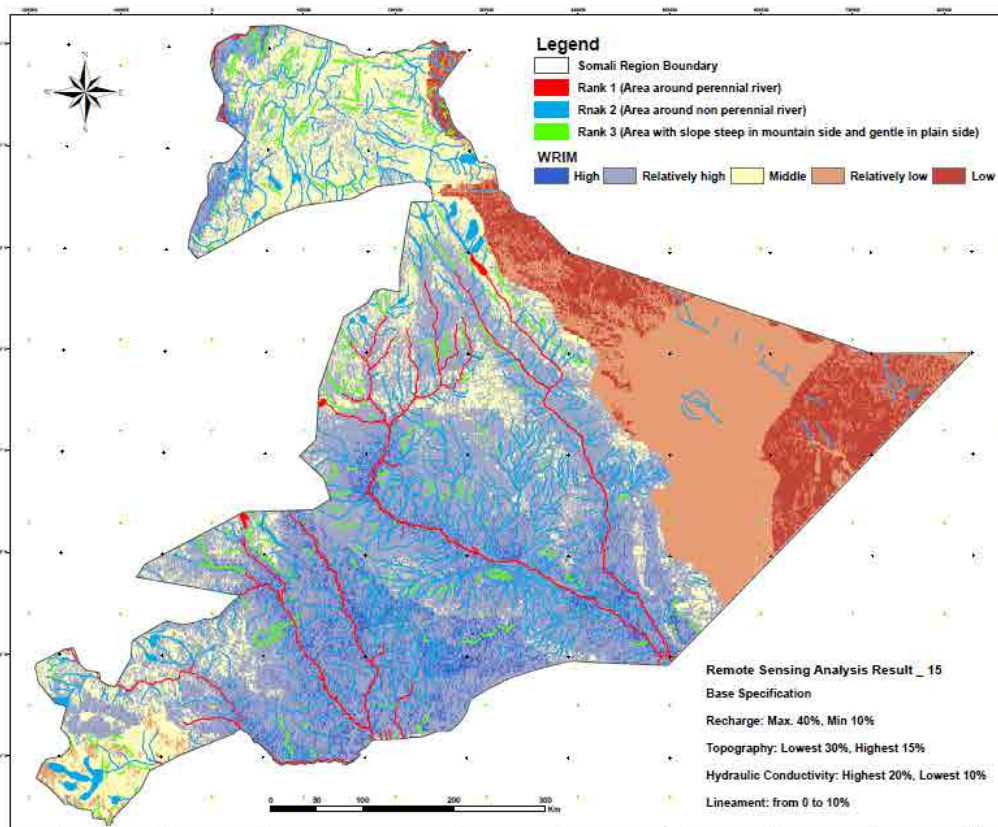 N
W E
S
Legend
Somali Region Boundary
Rank 1 (Area around perennial river)
Rnak 2 (Area around non perennial river)
Rank 3 (Area with slope steep in mountain side and gentle in plain side)
WRIM
High Relatively high Middle Relatively low Low
Remote Sensing Analysis Result _ 15
Base Specification
Recharge: Max. 40%, Min 10%
Topography: Lowest 30%, Highest 15%
Hydraulic Conductivity: Highest 20%, Lowest 10%
Lineament: from 0 to 10%
0 50 100 200 300
Km